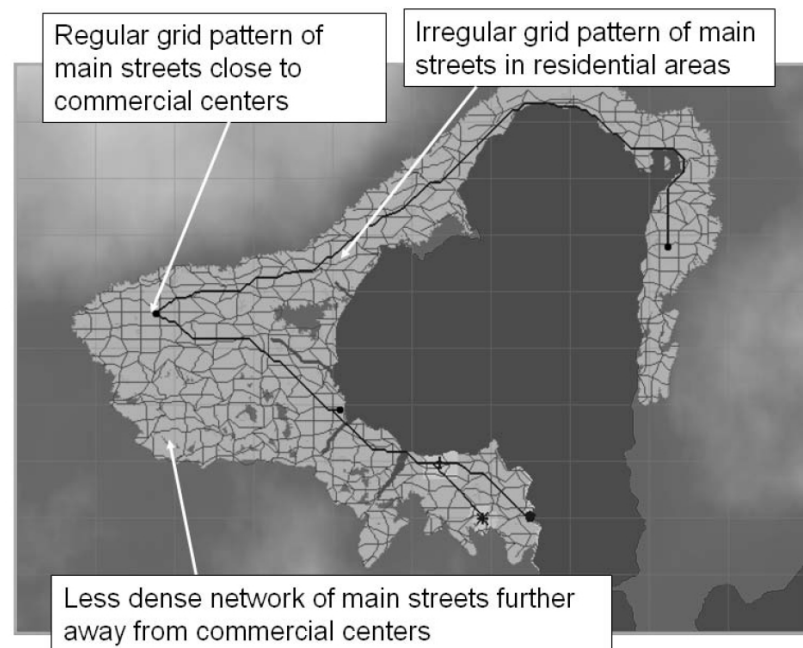 Regular grid pattern of
main streets close to
commercial centers
Irregular grid pattern of main
streets in residential areas
Less dense network of main streets further
away from commercial centers